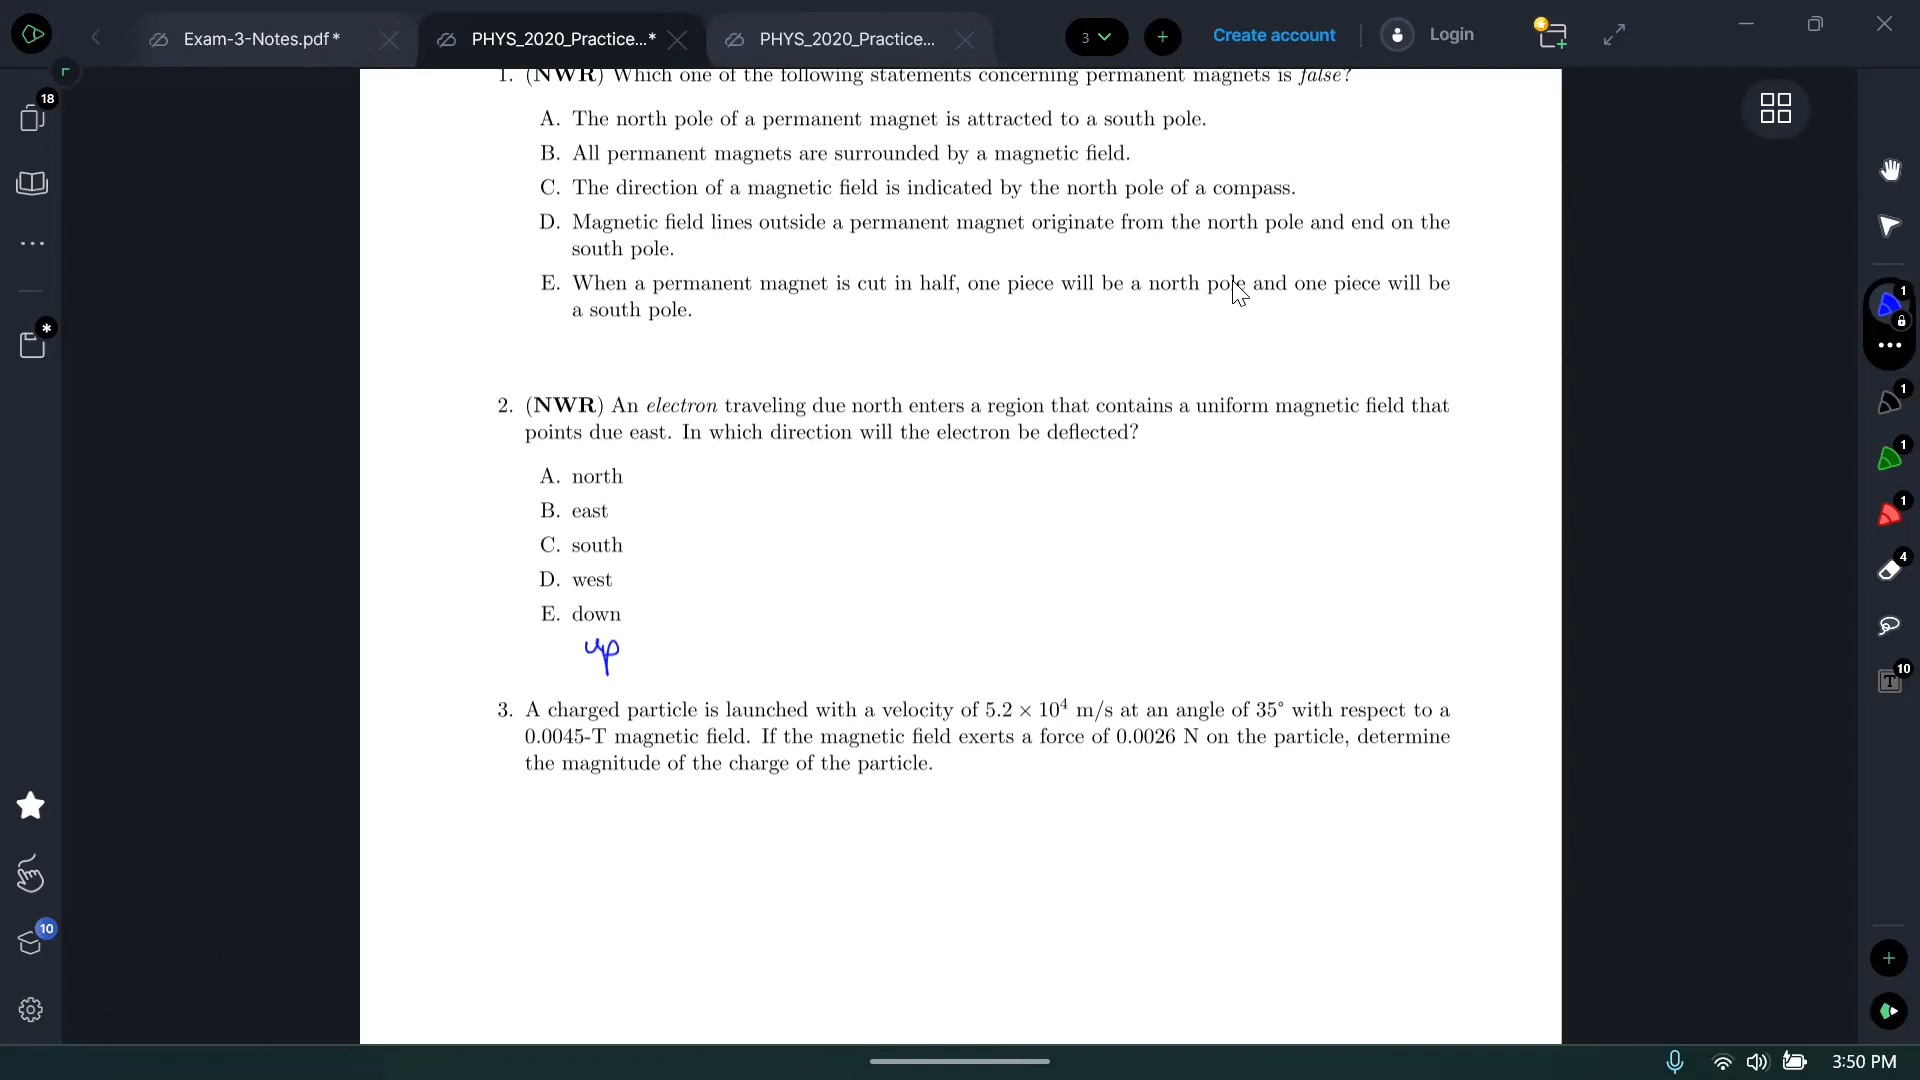 Exam-3-Notes.pdf *
PHYS_2020_Practice...*
PHYS_2020_Practice...
3
Create account
Login
18
1. (NWR) Which one of the following statements concerning permanent magnets is false?
A. The north pole of a permanent magnet is attracted to a south pole.
B. All permanent magnets are surrounded by a magnetic field.
C. The direction of a magnetic field is indicated by the north pole of a compass.
D. Magnetic field lines outside a permanent magnet originate from the north pole and end on the
south pole.
E. When a permanent magnet is cut in half, one piece will be a north pole and one piece will be
a south pole.
2. (NWR) An electron traveling due north enters a region that contains a uniform magnetic field that
points due east. In which direction will the electron be deflected?
A. north
B. east
C. south
D. west
E. down
up
3. A charged particle is launched with a velocity of 5.2 × 10⁴ m/s at an angle of 35° with respect to a
0.0045-T magnetic field. If the magnetic field exerts a force of 0.0026 N on the particle, determine
the magnitude of the charge of the particle.
*
10
1
1
1
1
4
T 10
3:50 PM